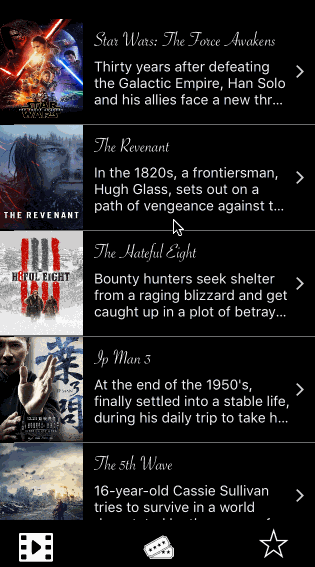 Star Wars: The Force Awakens
Thirty years after defeating
the Galactic Empire, Han Solo
and his allies face a new thr...
STAR
WARS
The Revenant
In the 1820s, a frontiersman,
Hugh Glass, sets out on a
path of vengeance against t...
THE REVENANT
The Hateful Eight
Bounty hunters seek shelter
from a raging blizzard and get
caught up in a plot of betray...
H8FUL EIGHT
Ip Man 3
At the end of the 1950's,
finally settled into a stable life,
during his daily trip to take h...
葉問
3
The 5th Wave
16-year-old Cassie Sullivan
tries to survive in a world